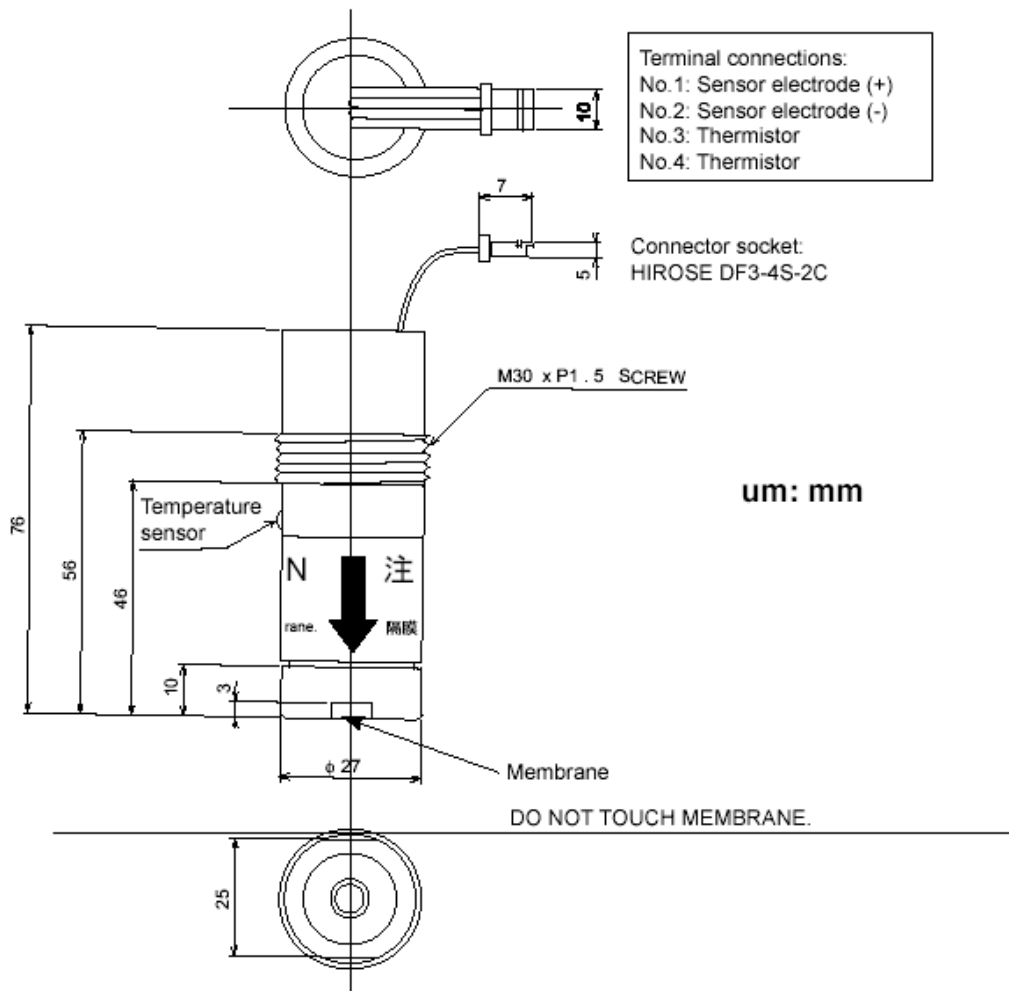 Terminal connections:
No.1: Sensor electrode (+)
No.2: Sensor electrode (-)
No.3: Thermistor
No.4: Thermistor
10
7
5
Connector socket:
HIROSE DF3-4S-2C
M30 x P1 . 5 SCREW
um: mm
Temperature
sensor
76
56
46
10
3
N 注
rane. 隔膜
ϕ 27
Membrane
DO NOT TOUCH MEMBRANE.
25